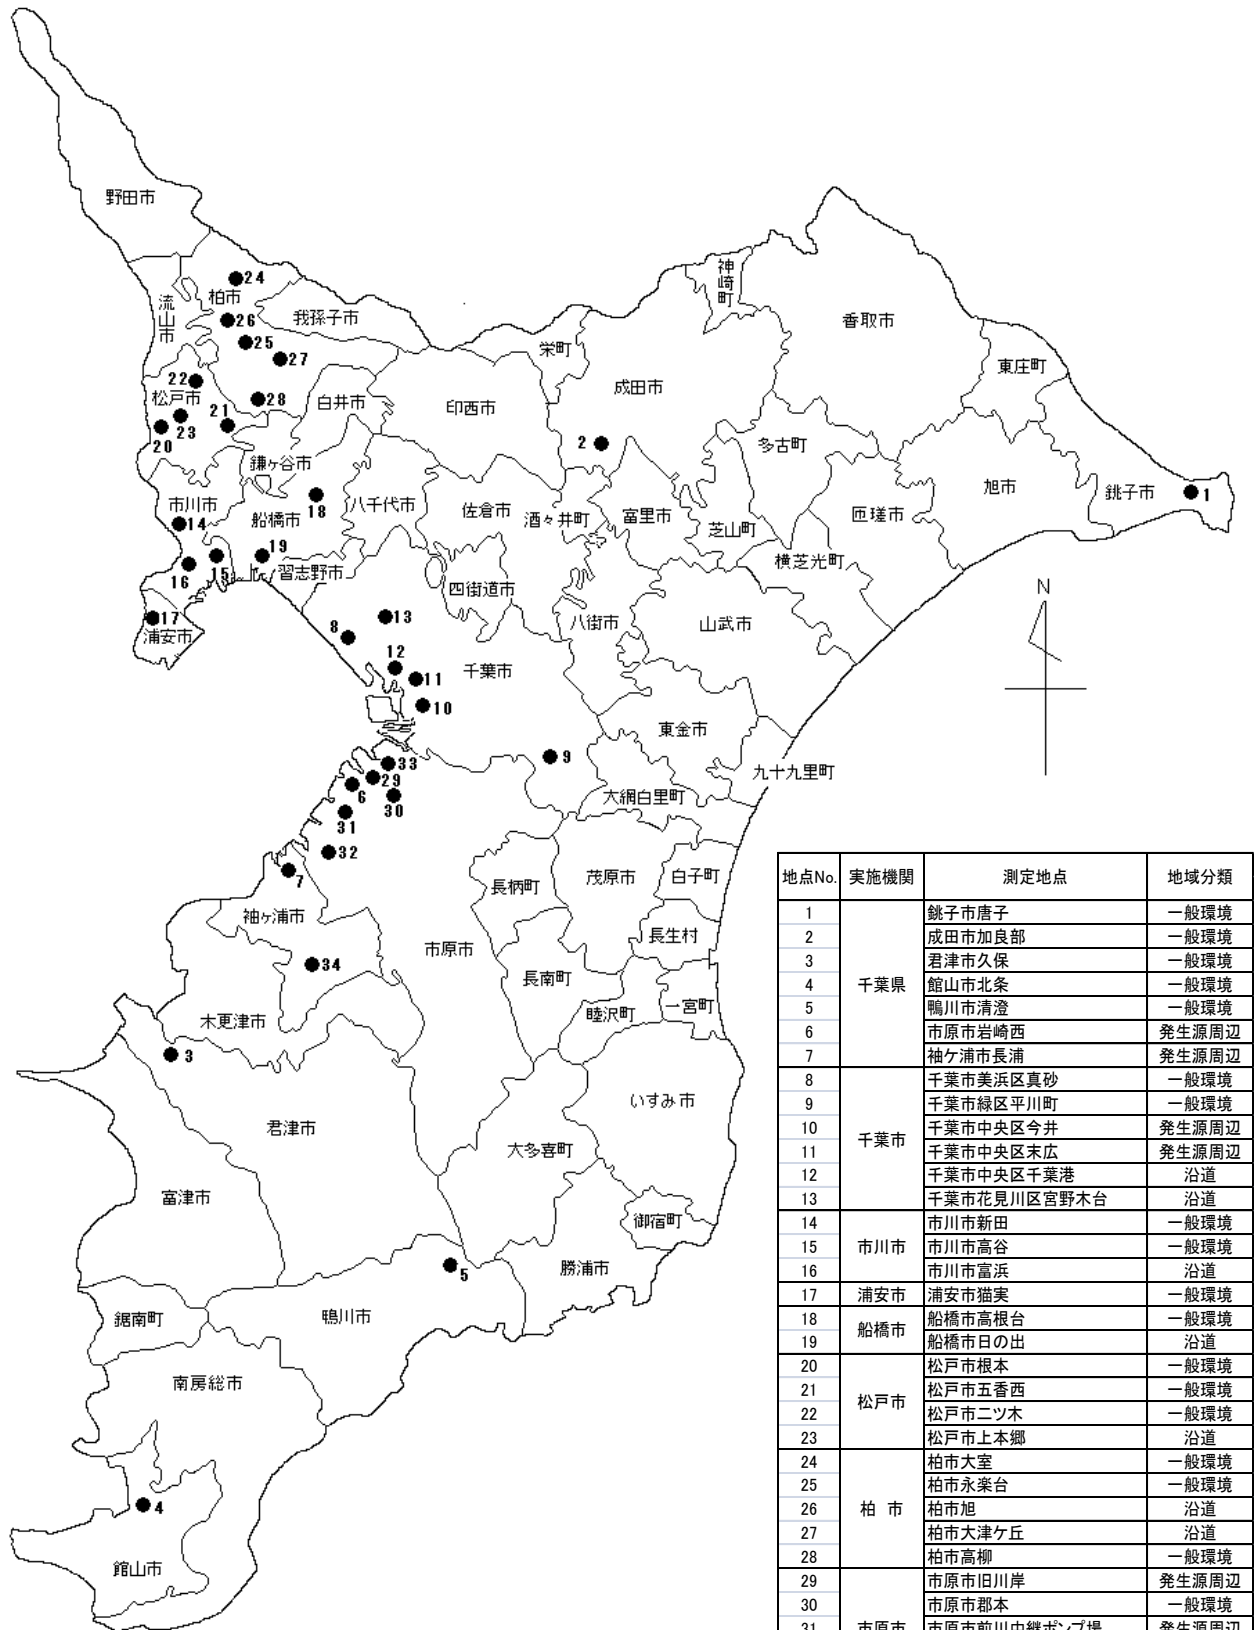 野田市
24
柏市
流山市
26
我孫子市
25
27
22
松戸市
28
白井市
印西市
栄町
成田市
神崎町
香取市
東庄町
21
23
20
2
多古町
鎌ヶ谷市
市川市
14
船橋市
18
八千代市
佐倉市
酒々井町
富里市
芝山町
匝瑳市
旭市
銚子市
1
19
16
15
習志野市
四街道市
横芝光町
17
浦安市
13
8
八街市
山武市
N
12
11
千葉市
10
東金市
9
九十九里町
33
29
6
30
大網白里町
31
32
7
長柄町
茂原市
白子町
袖ヶ浦市
市原市
長生村
34
長南町
睦沢町
一宮町
木更津市
3
君津市
いすみ市
大多喜町
富津市
御宿町
5
勝浦市
鋸南町
鴨川市
南房総市
4
館山市
地点No. 実施機関 測定地点 地域分類
1 千葉県 銚子市唐子 一般環境
2 成田市加良部 一般環境
3 君津市久保 一般環境
4 館山市北条 一般環境
5 鴨川市清澄 一般環境
6 市原市岩崎西 発生源周辺
7 袖ケ浦市長浦 発生源周辺
8 千葉市 千葉市美浜区真砂 一般環境
9 千葉市緑区平川町 一般環境
10 千葉市中央区今井 発生源周辺
11 千葉市中央区末広 発生源周辺
12 千葉市中央区千葉港 沿道
13 千葉市花見川区宮野木台 沿道
14 市川市 市川市新田 一般環境
15 市川市高谷 一般環境
16 市川市富浜 沿道
17 浦安市 浦安市猫実 一般環境
18 船橋市 船橋市高根台 一般環境
19 船橋市日の出 沿道
20 松戸市 松戸市根本 一般環境
21 松戸市五香西 一般環境
22 松戸市二ツ木 一般環境
23 松戸市上本郷 沿道
24 柏 市 柏市大室 一般環境
25 柏市永楽台 一般環境
26 柏市旭 沿道
27 柏市大津ケ丘 沿道
28 柏市高柳 一般環境
29 市原市旧川岸 発生源周辺
30 市原市郡本 一般環境
31 市原市 市原市前川中継ポンプ場 発生源周辺